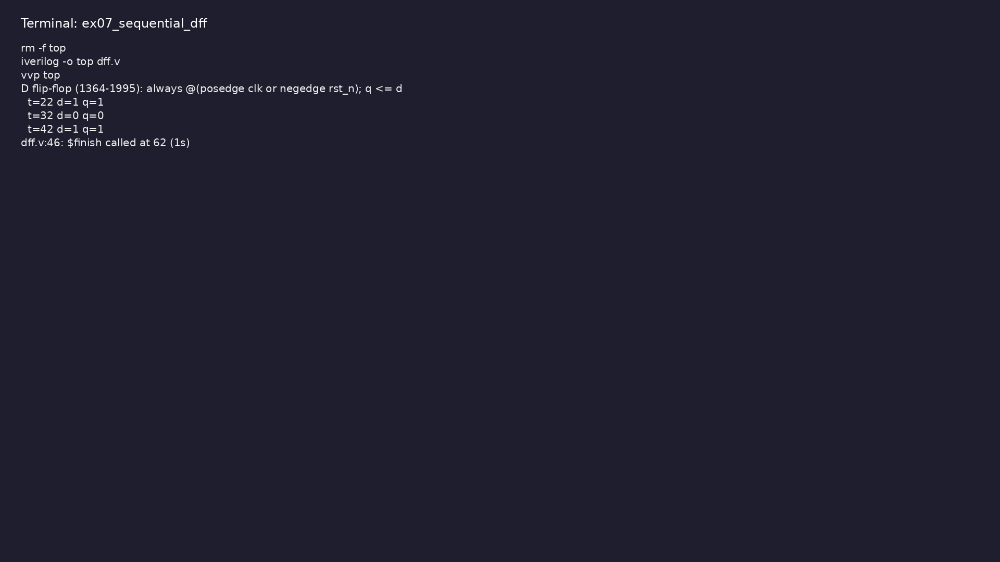 Terminal: ex07_sequential_dff
rm -f top
iverilog -o top dff.v
vvp top
D flip-flop (1364-1995): always @(posedge clk or negedge rst_n); q <= d
t=22 d=1 q=1
t=32 d=0 q=0
t=42 d=1 q=1
dff.v:46: $finish called at 62 (1s)